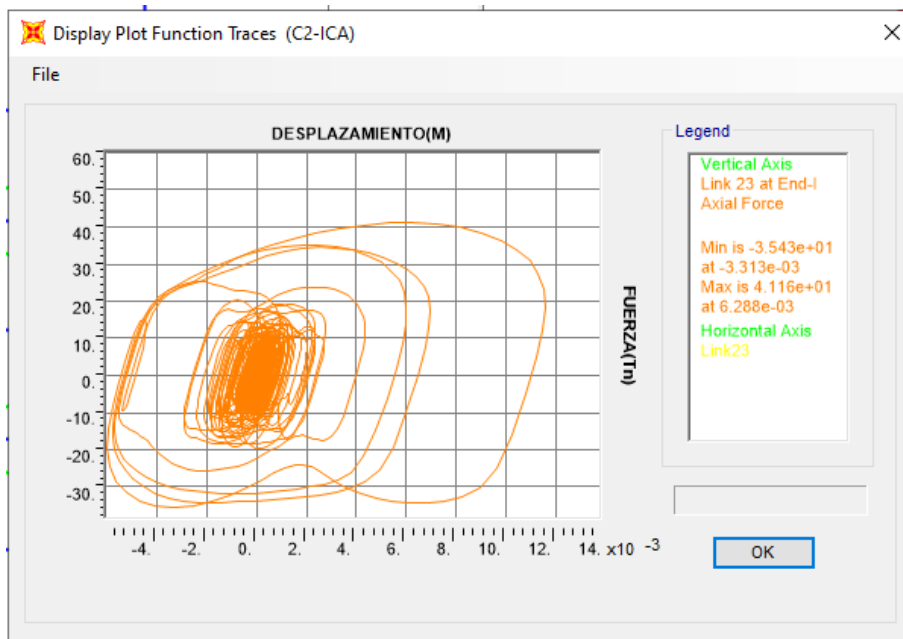 Display Plot Function Traces (C2-ICA)
File
DESPLAZAMIENTO(M)
60.
50.
40.
30.
20.
10.
0.
-10.
-20.
-30.
-4. -2. 0. 2. 4. 6. 8. 10. 12. 14. x10 -3
FUERZA(Tn)
Legend
Vertical Axis
Link 23 at End-I
Axial Force
Min is -3.543e+01
at -3.313e-03
Max is 4.116e+01
at 6.288e-03
Horizontal Axis
Link23
OK